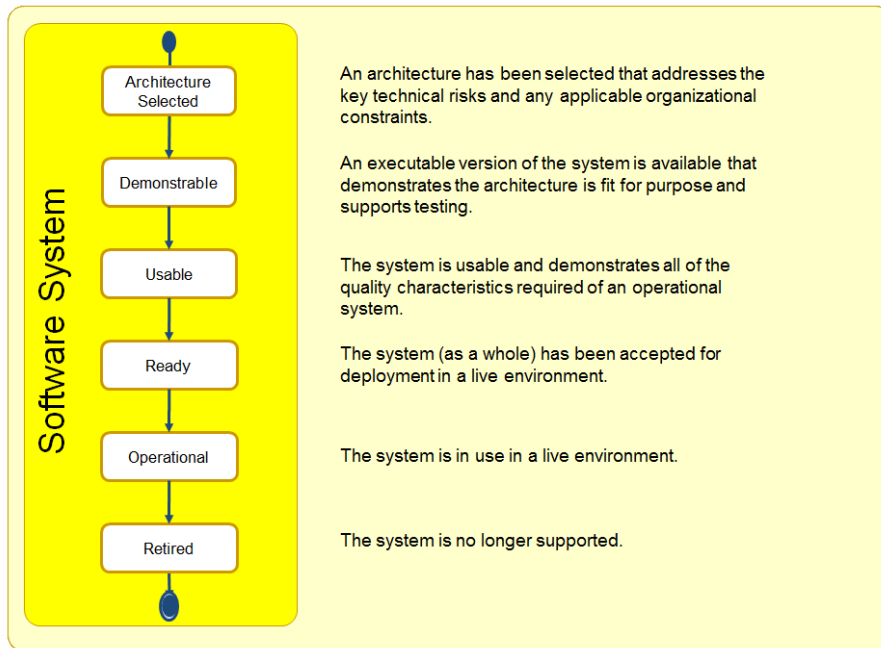 Software System
Architecture
Selected
An architecture has been selected that addresses the
key technical risks and any applicable organizational
constraints.
Demonstrable
An executable version of the system is available that
demonstrates the architecture is fit for purpose and
supports testing.
Usable
The system is usable and demonstrates all of the
quality characteristics required of an operational
system.
Ready
The system (as a whole) has been accepted for
deployment in a live environment.
Operational
The system is in use in a live environment.
Retired
The system is no longer supported.